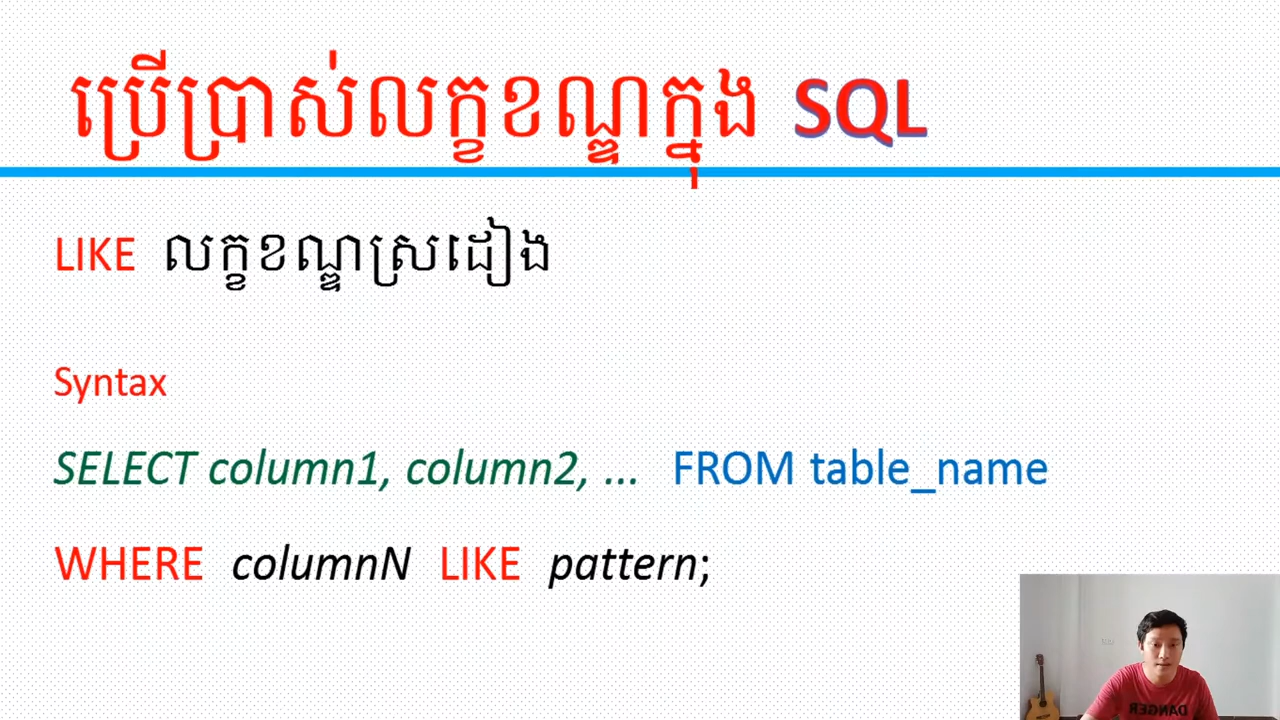 ប្រើប្រាស់លក្ខខណ្ឌក្នុង SQL
LIKE លក្ខខណ្ឌស្រដៀង
Syntax
SELECT column1, column2, ... FROM table_name
WHERE columnN LIKE pattern;
DANGER